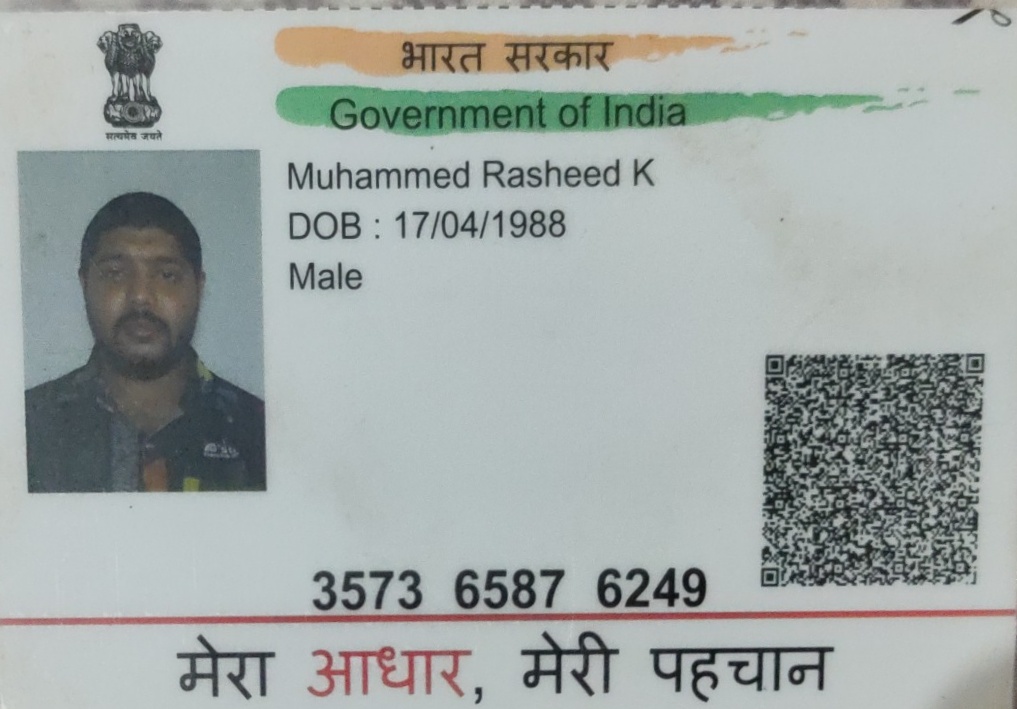 भारत सरकार
Government of India
सत्यमेव जयते
Muhammed Rasheed K
DOB : 17/04/1988
Male
3573 6587 6249
मेरा आधार, मेरी पहचान